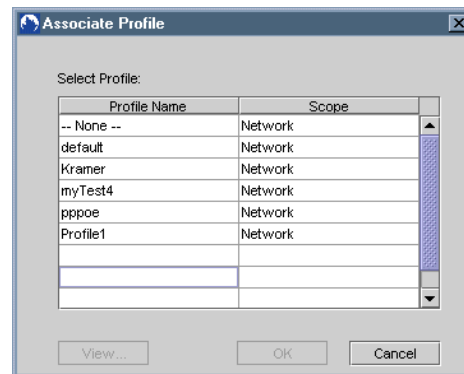 Associate Profile
Select Profile:
Profile Name Scope
-- None -- Network
default Network
Kramer Network
myTest4 Network
pppoe Network
Profile1 Network
View... OK Cancel